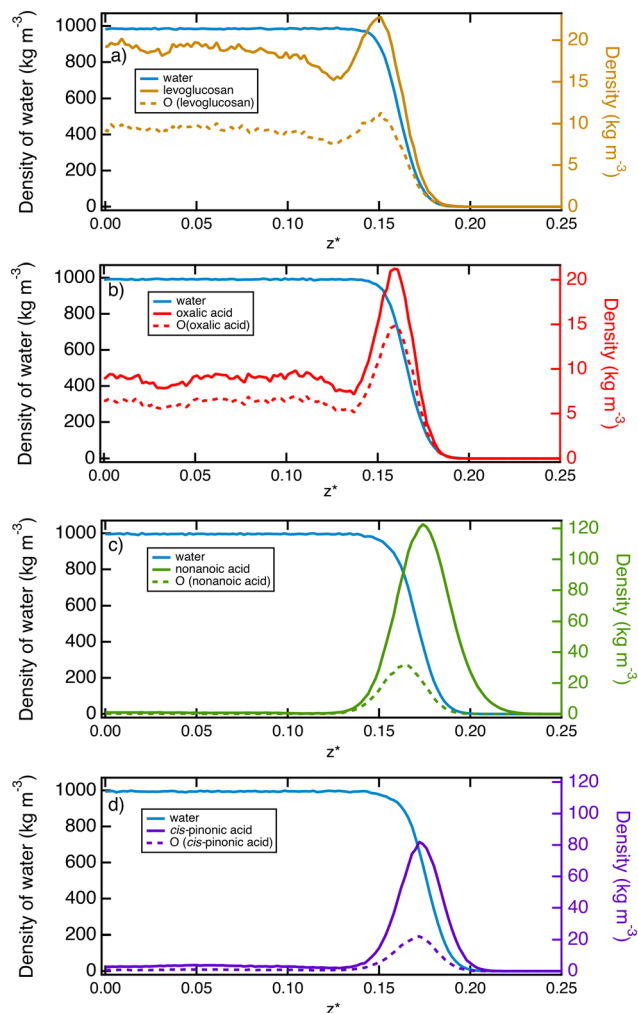 a)
Density of water (kg m-3)
1000
800
600
400
200
0
water
levoglucosan
O (levoglucosan)
20
15
10
5
0
Density (kg m-3)
0.00 0.05 0.10 0.15 0.20 0.25
z*
b)
Density of water (kg m-3)
1000
800
600
400
200
0
water
oxalic acid
O(oxalic acid)
20
15
10
5
0
Density (kg m-3)
0.00 0.05 0.10 0.15 0.20 0.25
z*
c)
Density of water (kg m-3)
1000
800
600
400
200
0
water
nonanoic acid
O (nonanoic acid)
120
100
80
60
40
20
0
Density (kg m-3)
0.00 0.05 0.10 0.15 0.20 0.25
z*
d)
Density of water (kg m-3)
1000
800
600
400
200
0
water
cis-pinonic acid
O (cis-pinonic acid)
120
100
80
60
40
20
0
Density (kg m-3)
0.00 0.05 0.10 0.15 0.20 0.25
z*